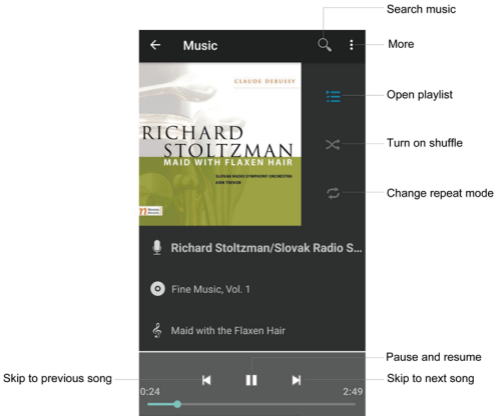 Search music
Music
More
CLAUDE DEBUSSY
Open playlist
RICHARD
STOLTZMAN
MAID WITH FLAXEN HAIR
SLOVAK RADIO SYMPHONY ORCHESTRA
KIRK TREVOR
Turn on shuffle
Change repeat mode
Richard Stoltzman/Slovak Radio S...
Fine Music, Vol. 1
Maid with the Flaxen Hair
Pause and resume
Skip to previous song
Skip to next song
0:24
2:49